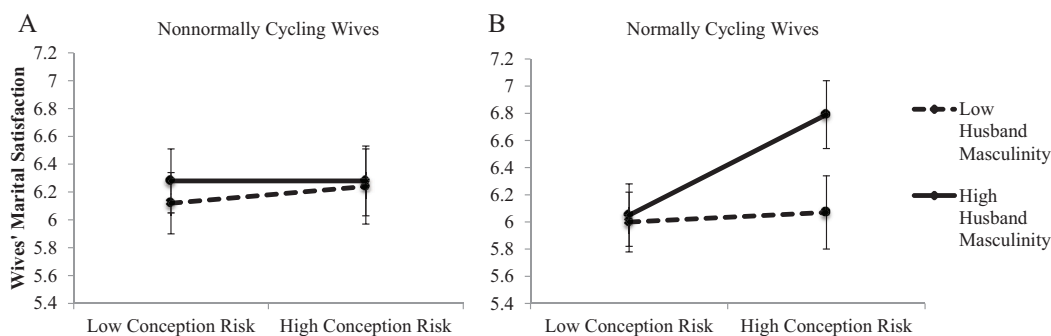 A
Nonnormally Cycling Wives
Wives' Marital Satisfaction
7.2
7
6.8
6.6
6.4
6.2
6
5.8
5.6
5.4
Low Conception Risk
High Conception Risk
B
Normally Cycling Wives
7.2
7
6.8
6.6
6.4
6.2
6
5.8
5.6
5.4
Low Conception Risk
High Conception Risk
Low
Husband
Masculinity
High
Husband
Masculinity